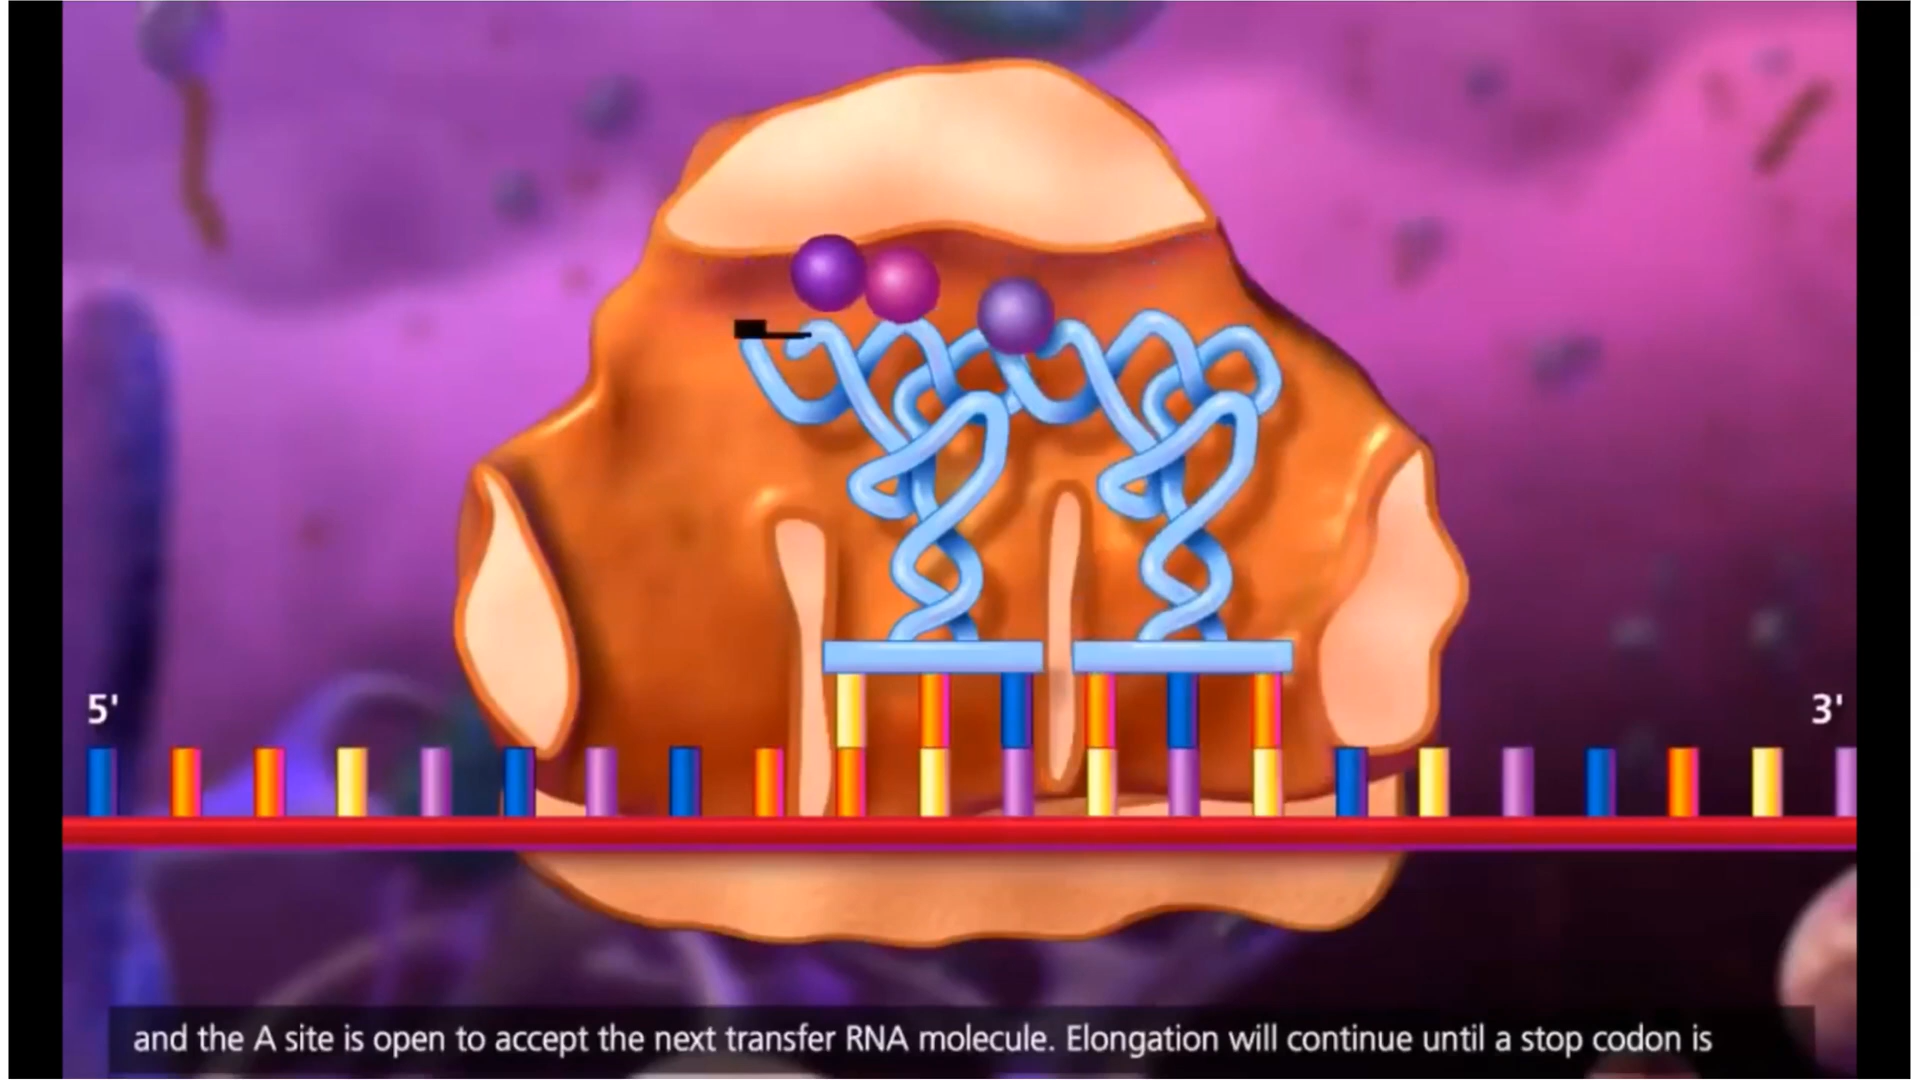 5'
3'
and the A site is open to accept the next transfer RNA molecule. Elongation will continue until a stop codon is